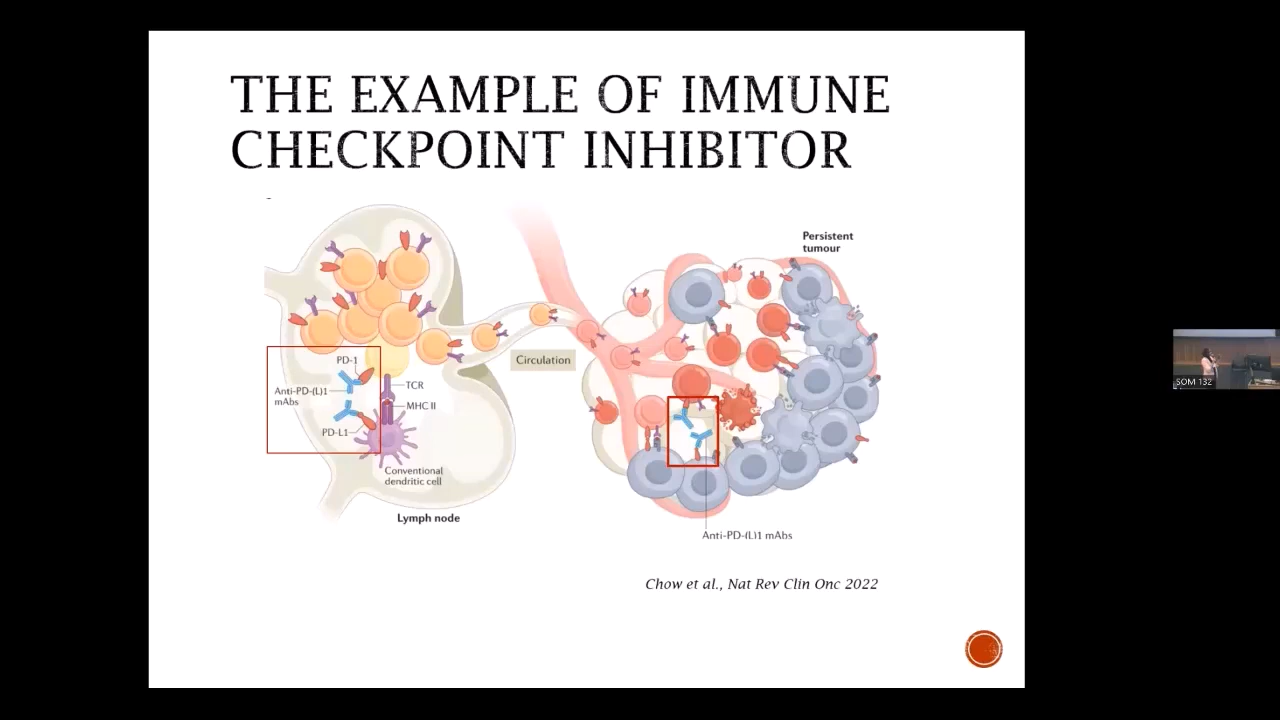 THE EXAMPLE OF IMMUNE
CHECKPOINT INHIBITOR
Persistent
tumour
PD-1
Circulation
Anti-PD-(L)1
mAbs
TCR
MHC II
PD-L1
Conventional
dendritic cell
Lymph node
Anti-PD-(L)1 mAbs
Chow et al., Nat Rev Clin Onc 2022
SOM 132